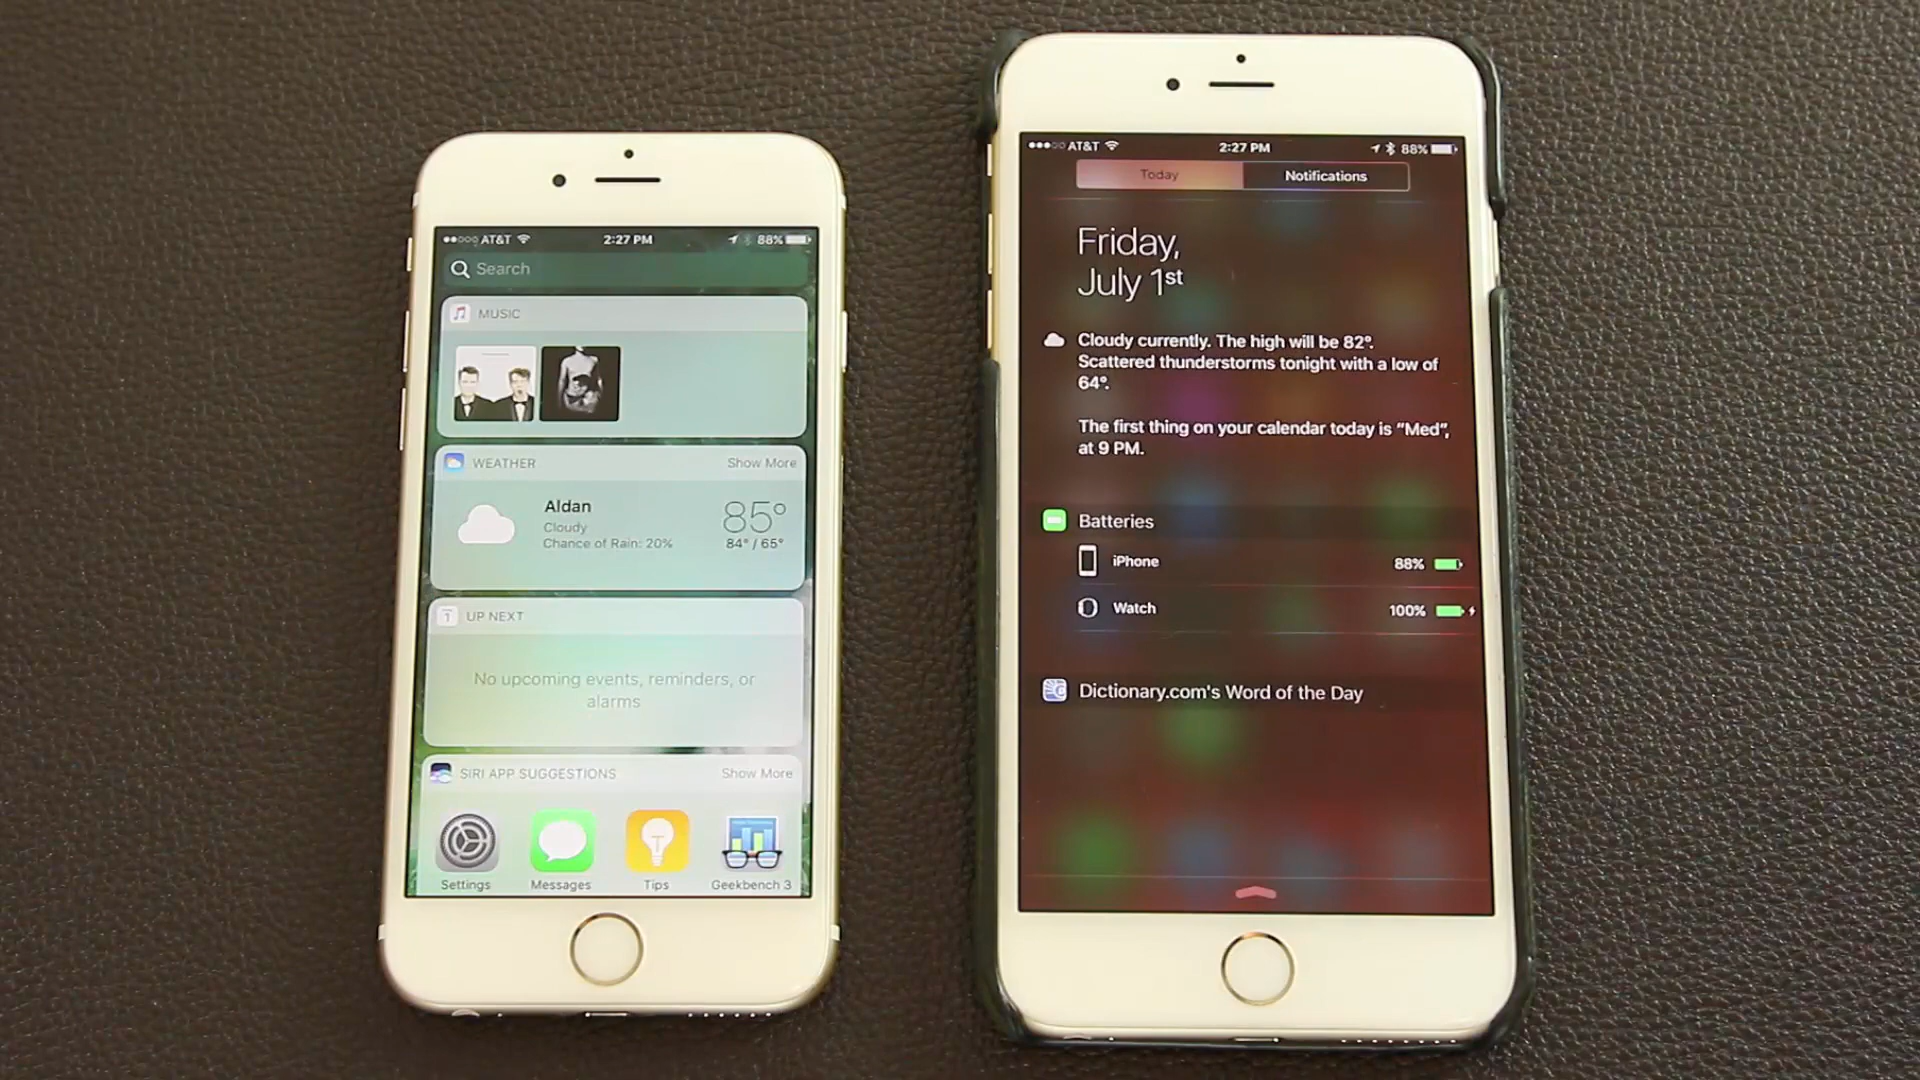 AT&T 2:27 PM 88%
Search
MUSIC
WEATHER Show More
Aldan
Cloudy
Chance of Rain: 20%
85°
84° / 65°
1 UP NEXT
No upcoming events, reminders, or
alarms
SIRI APP SUGGESTIONS Show More
Settings Messages Tips Geekbench 3
AT&T 2:27 PM 88%
Today Notifications
Friday,
July 1st
Cloudy currently. The high will be 82°.
Scattered thunderstorms tonight with a low of
64°.
The first thing on your calendar today is “Med”,
at 9 PM.
Batteries
iPhone 88%
Watch 100%
Dictionary.com's Word of the Day